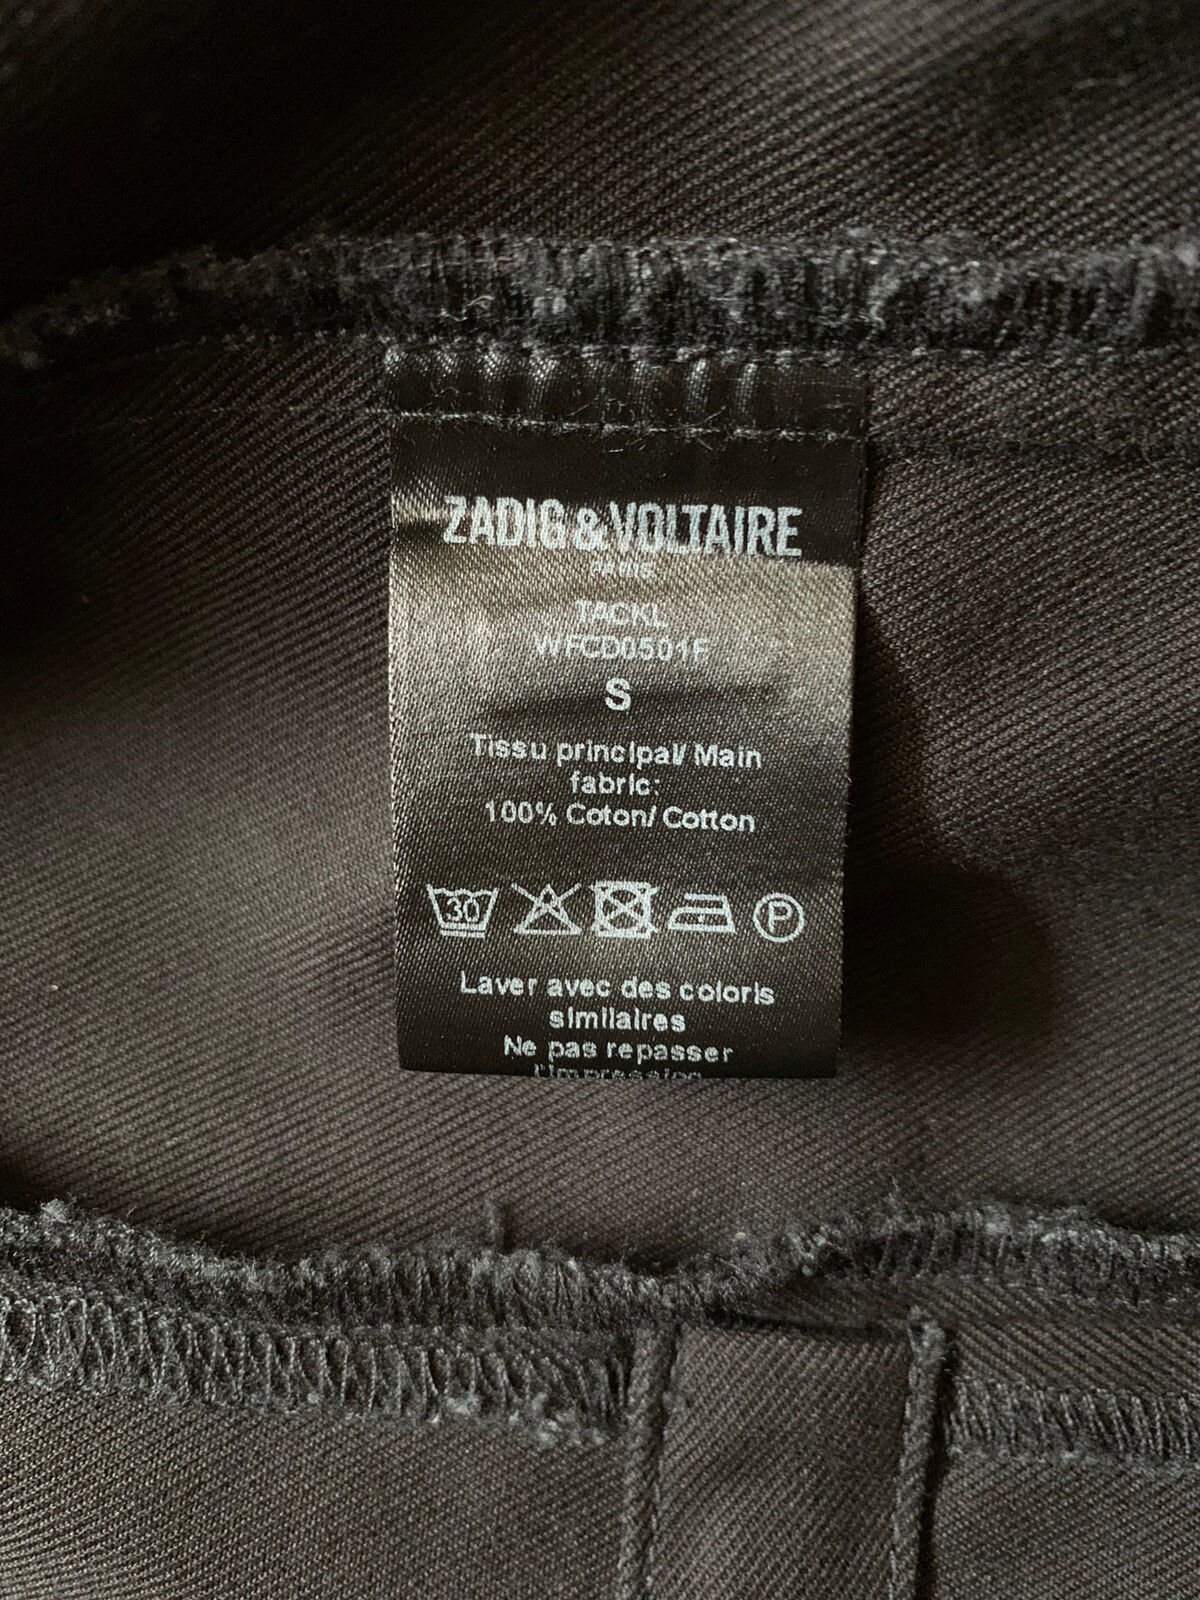 ZADIG&VOLTAIRE
PARIS
TACKL
WFCD0501F
S
Tissu principal/ Main
fabric:
100% Coton/ Cotton
30 P
Laver avec des coloris
similaires
Ne pas repasser
l'impression